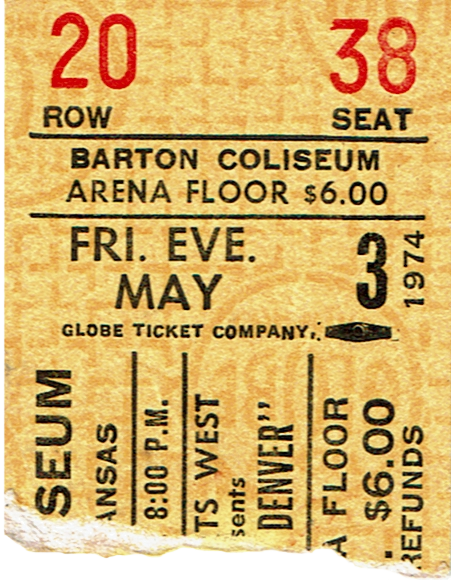 20 38
ROW SEAT
BARTON COLISEUM
ARENA FLOOR $6.00
FRI. EVE.
MAY 3 1974
GLOBE TICKET COMPANY
SEUM
ANSAS
8:00 P.M.
TS WEST
sents
DENVER"
A FLOOR
$6.00
REFUNDS